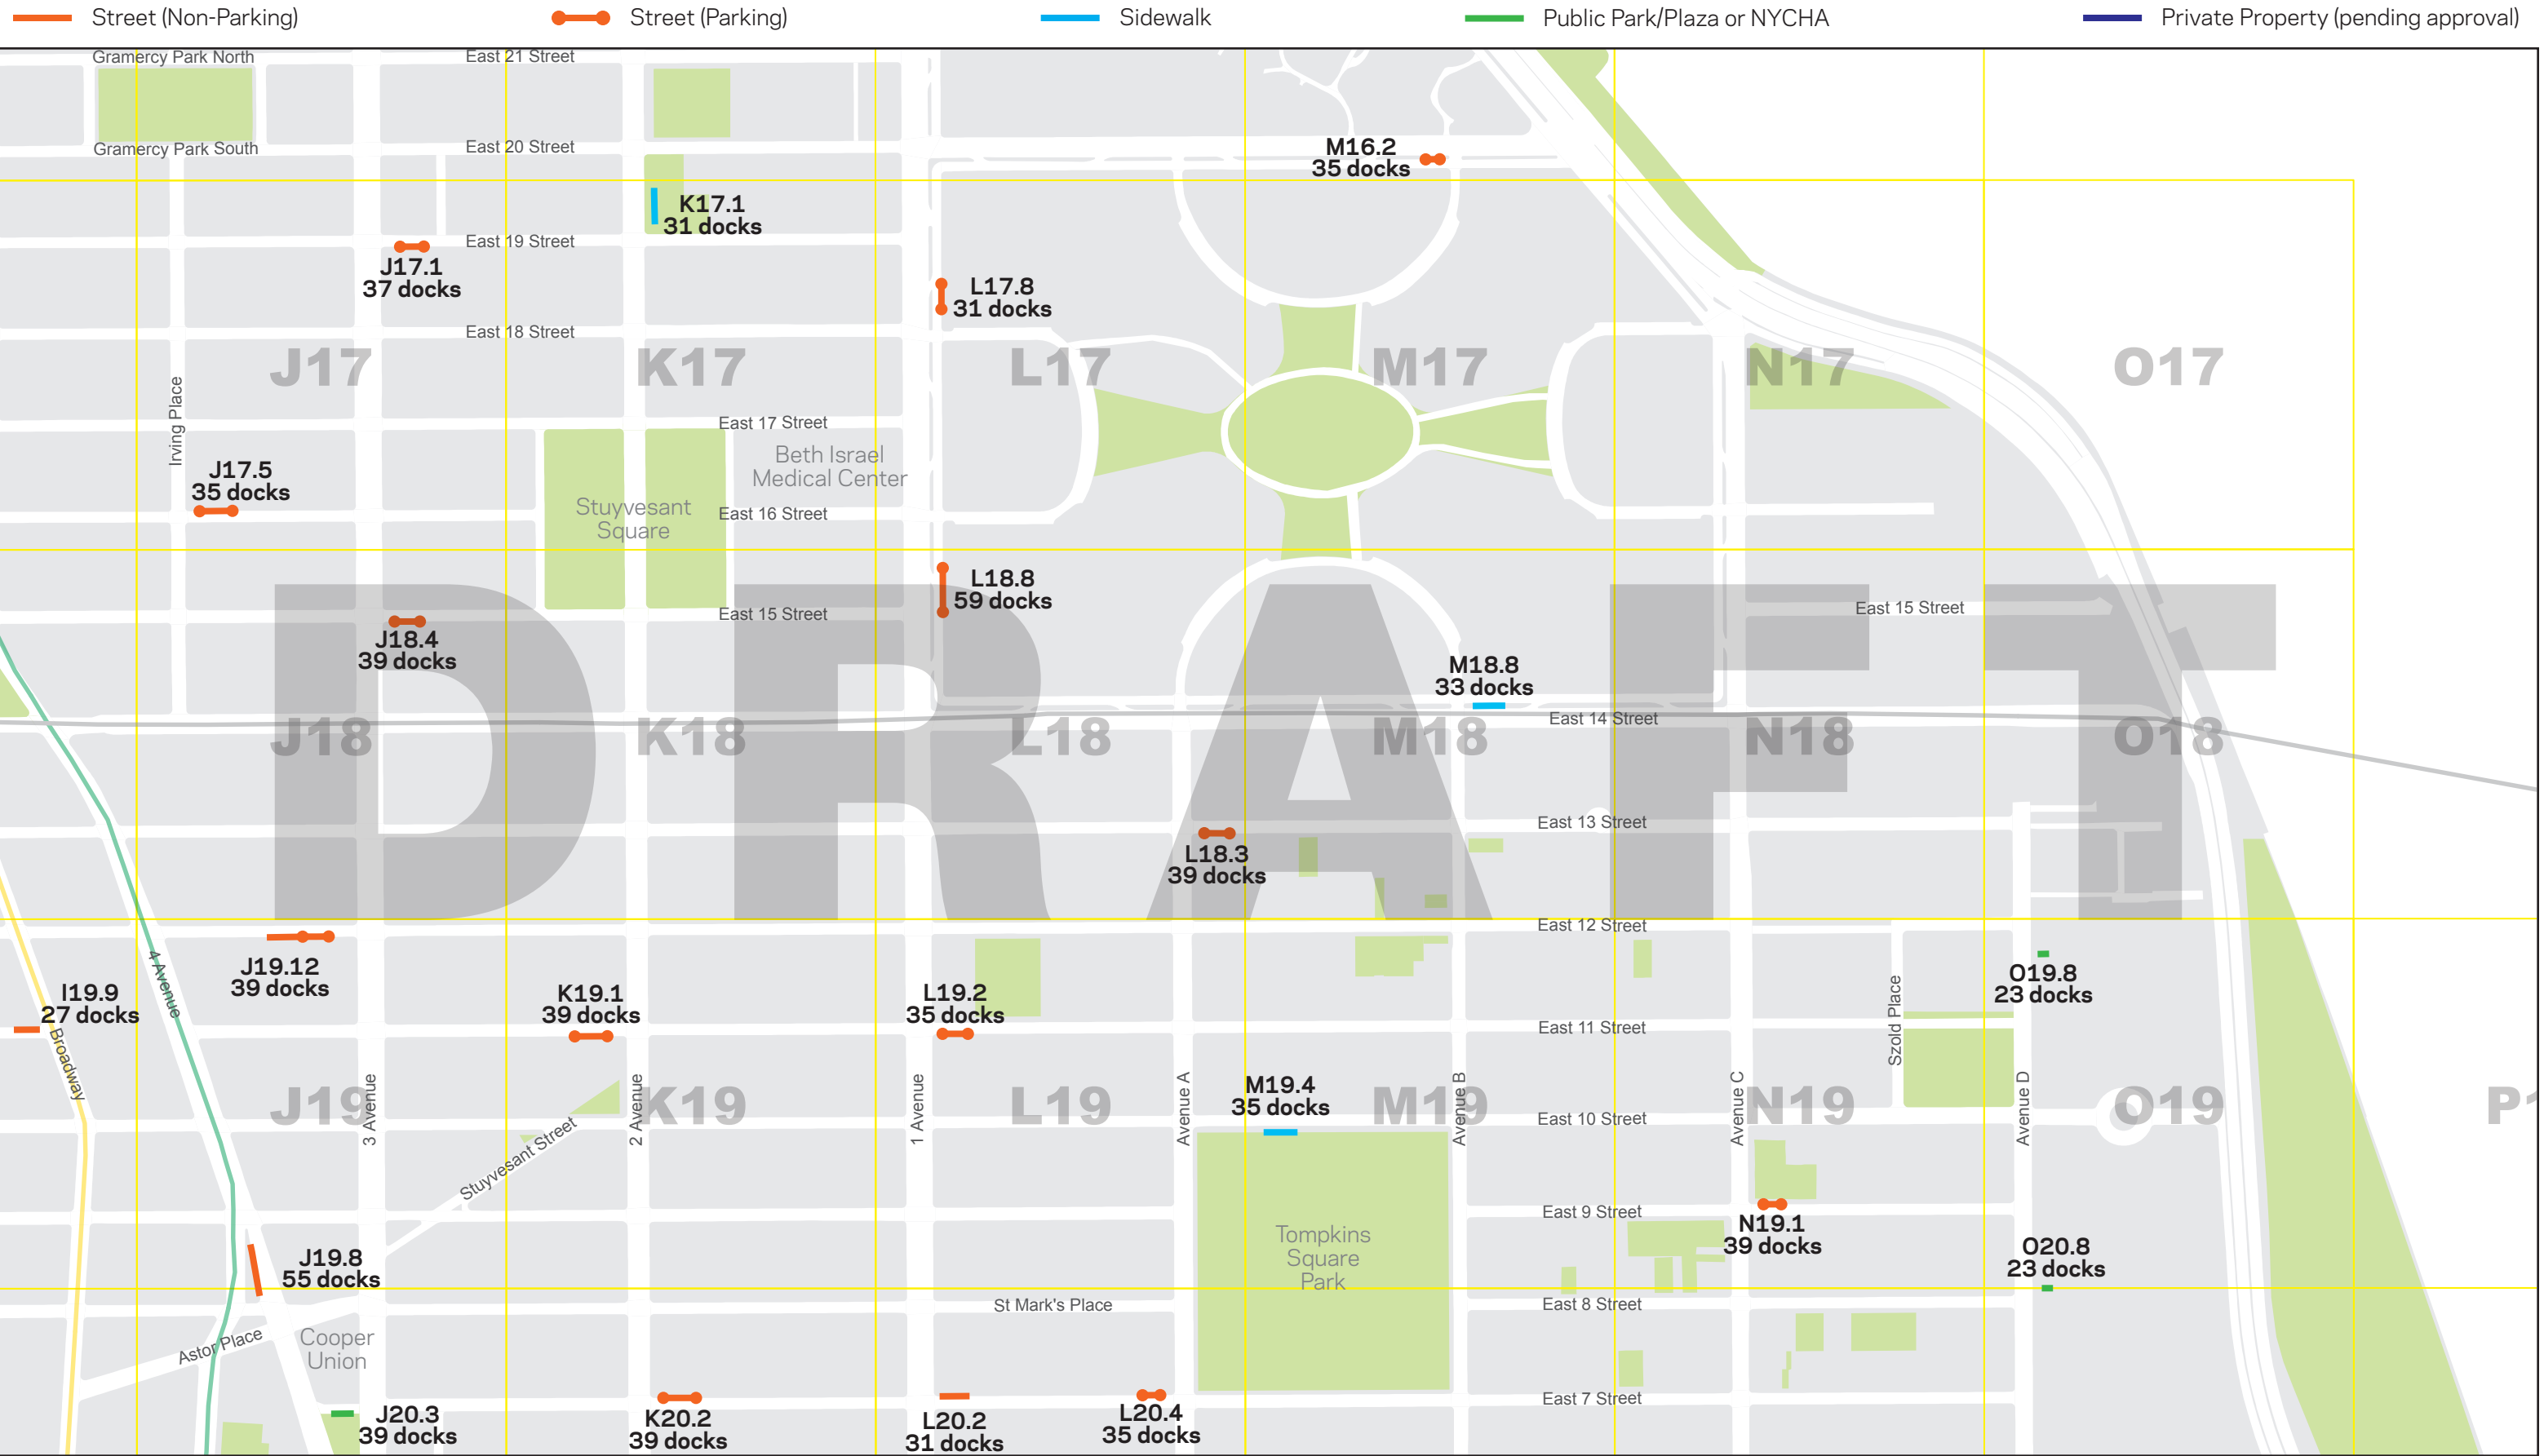 Street (Non-Parking)
Street (Parking)
Sidewalk
Public Park/Plaza or NYCHA
Private Property (pending approval)
Gramercy Park North
East 21 Street
Gramercy Park South
East 20 Street
M16.2
35 docks
K17.1
31 docks
East 19 Street
J17.1
37 docks
L17.8
31 docks
East 18 Street
J17
K17
L17
M17
N17
O17
Irving Place
East 17 Street
Beth Israel
Medical Center
J17.5
35 docks
Stuyvesant
Square
East 16 Street
L18.8
59 docks
East 15 Street
East 15 Street
J18.4
39 docks
DRAFT
M18.8
33 docks
East 14 Street
J18
K18
L18
M18
N18
O18
East 13 Street
L18.3
39 docks
East 12 Street
J19.12
39 docks
4 Avenue
I19.9
27 docks
Broadway
K19.1
39 docks
L19.2
35 docks
O19.8
23 docks
Szold Place
East 11 Street
J19
3 Avenue
2 Avenue
K19
1 Avenue
L19
Avenue A
M19.4
35 docks
M19
Avenue B
East 10 Street
Avenue C
N19
Avenue D
O19
P1
Stuyvesant Street
East 9 Street
N19.1
39 docks
Tompkins
Square
Park
O20.8
23 docks
J19.8
55 docks
St Mark's Place
East 8 Street
Astor Place
Cooper
Union
East 7 Street
J20.3
39 docks
K20.2
39 docks
L20.2
31 docks
L20.4
35 docks